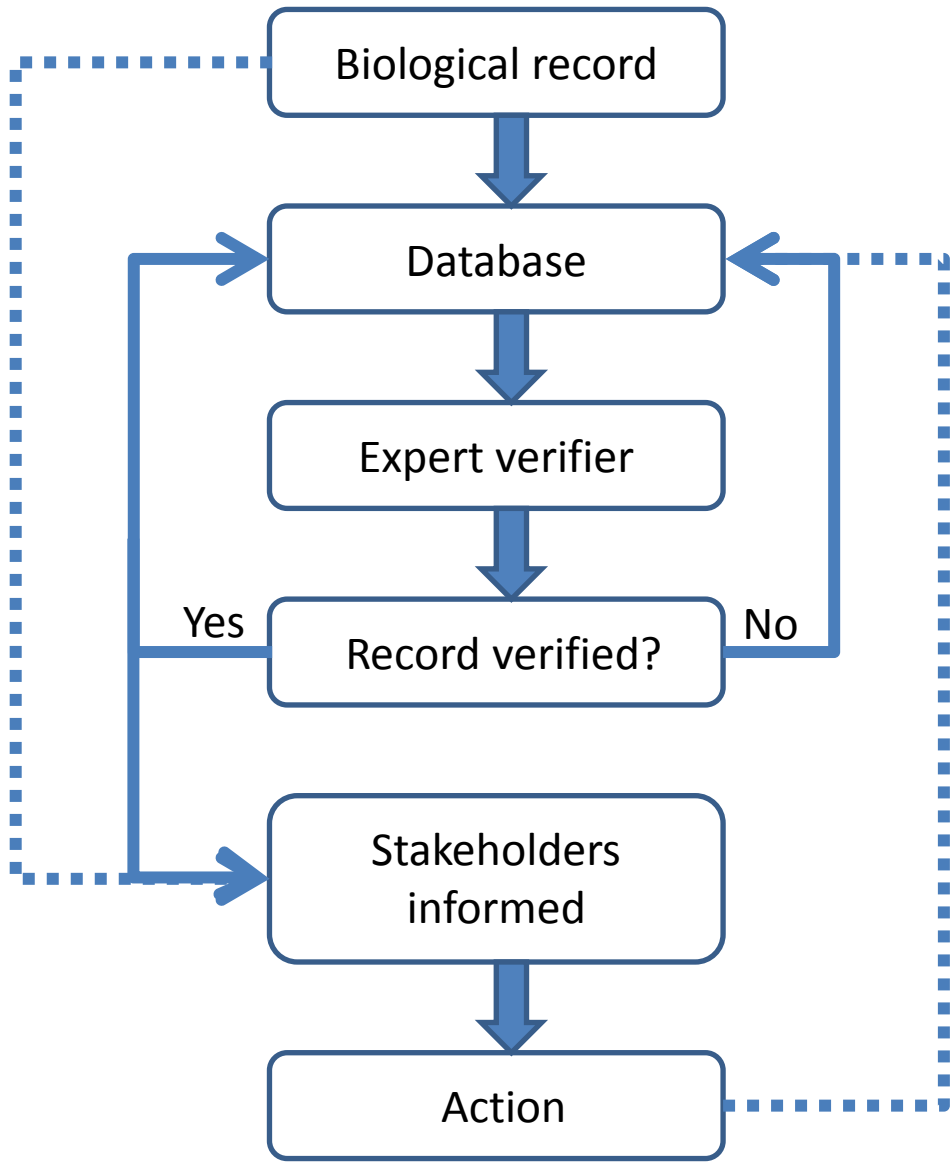 Biological record
Database
Expert verifier
Yes
Record verified?
No
Stakeholders
informed
Action